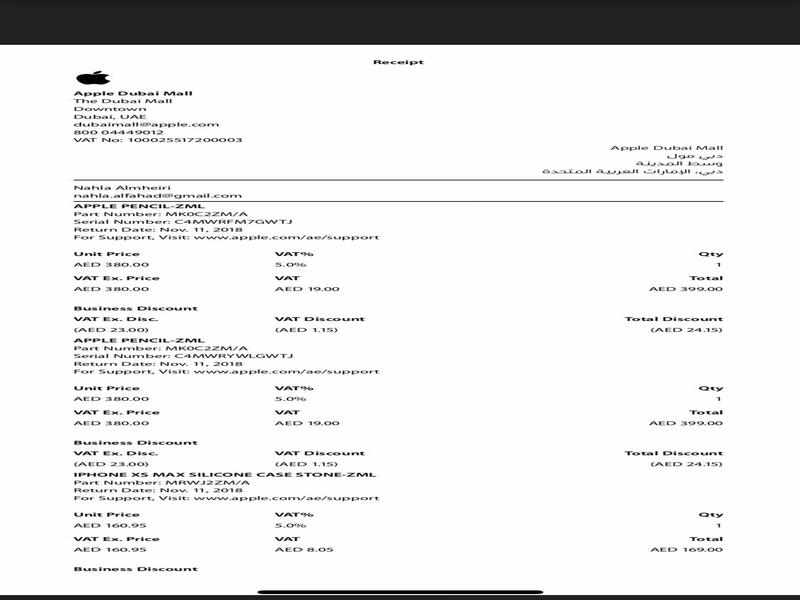 Receipt
Apple Dubai Mall
The Dubai Mall
Downtown
Dubai, UAE
dubaimall@apple.com
800 04449012
VAT No: 100025517200003
Apple Dubai Mall
دبي مول
وسط المدينة
دبي، الإمارات العربية المتحدة
Nahla Almheiri
nahla.alfahad@gmail.com
APPLE PENCIL-ZML
Part Number: MK0C2ZM/A
Serial Number: C4MWRFM7GWTJ
Return Date: Nov. 11, 2018
For Support, Visit: www.apple.com/ae/support
Unit Price VAT% Qty
AED 380.00 5.0% 1
VAT Ex. Price VAT Total
AED 380.00 AED 19.00 AED 399.00
Business Discount
VAT Ex. Disc. VAT Discount Total Discount
(AED 23.00) (AED 1.15) (AED 24.15)
APPLE PENCIL-ZML
Part Number: MK0C2ZM/A
Serial Number: C4MWRYWLGWTJ
Return Date: Nov. 11, 2018
For Support, Visit: www.apple.com/ae/support
Unit Price VAT% Qty
AED 380.00 5.0% 1
VAT Ex. Price VAT Total
AED 380.00 AED 19.00 AED 399.00
Business Discount
VAT Ex. Disc. VAT Discount Total Discount
(AED 23.00) (AED 1.15) (AED 24.15)
IPHONE XS MAX SILICONE CASE STONE-ZML
Part Number: MRWJ2ZM/A
Return Date: Nov. 11, 2018
For Support, Visit: www.apple.com/ae/support
Unit Price VAT% Qty
AED 160.95 5.0% 1
VAT Ex. Price VAT Total
AED 160.95 AED 8.05 AED 169.00
Business Discount